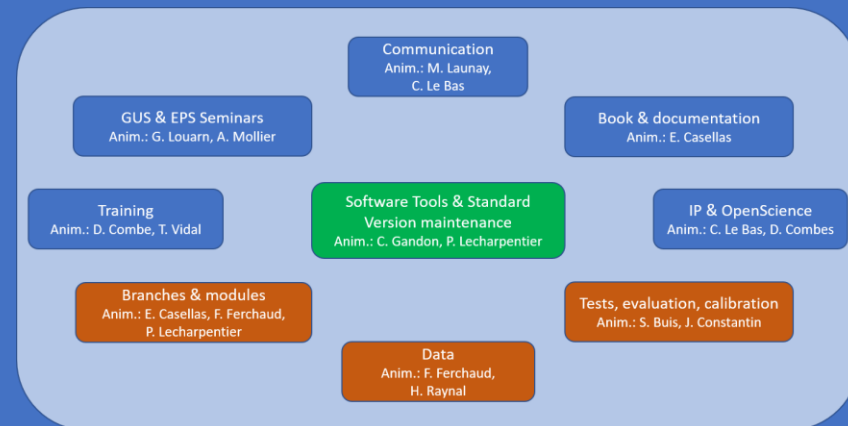 Communication
Anim.: M. Launay,
C. Le Bas
GUS & EPS Seminars
Anim.: G. Louarn, A. Mollier
Book & documentation
Anim.: E. Casellas
Training
Anim.: D. Combe, T. Vidal
Software Tools & Standard
Version maintenance
Anim.: C. Gandon, P. Lecharpentier
IP & OpenScience
Anim.: C. Le Bas, D. Combes
Branches & modules
Anim.: E. Casellas, F. Ferchaud,
P. Lecharpentier
Tests, evaluation, calibration
Anim.: S. Buis, J. Constantin
Data
Anim.: F. Ferchaud,
H. Raynal